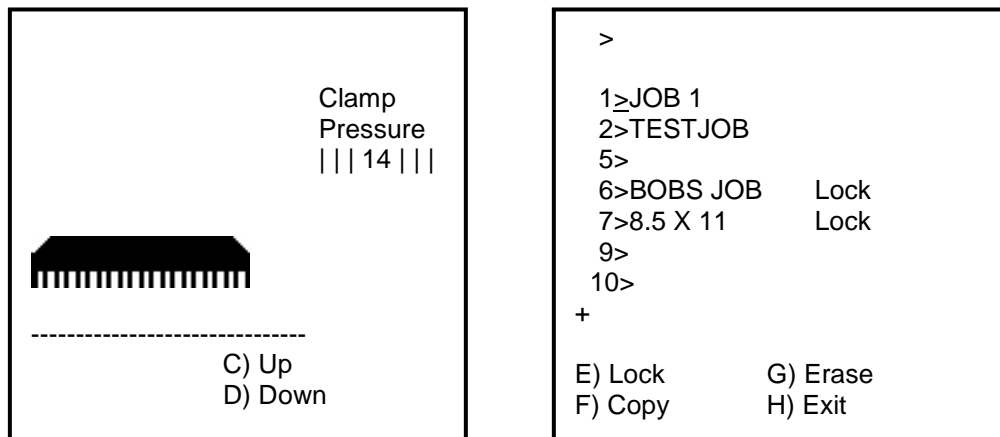 Clamp
Pressure
| | | 14 | | |
------------------------------
C) Up
D) Down
>
1>JOB 1
2>TESTJOB
5>
6>BOBS JOB Lock
7>8.5 X 11 Lock
9>
10>
+
E) Lock G) Erase
F) Copy H) Exit